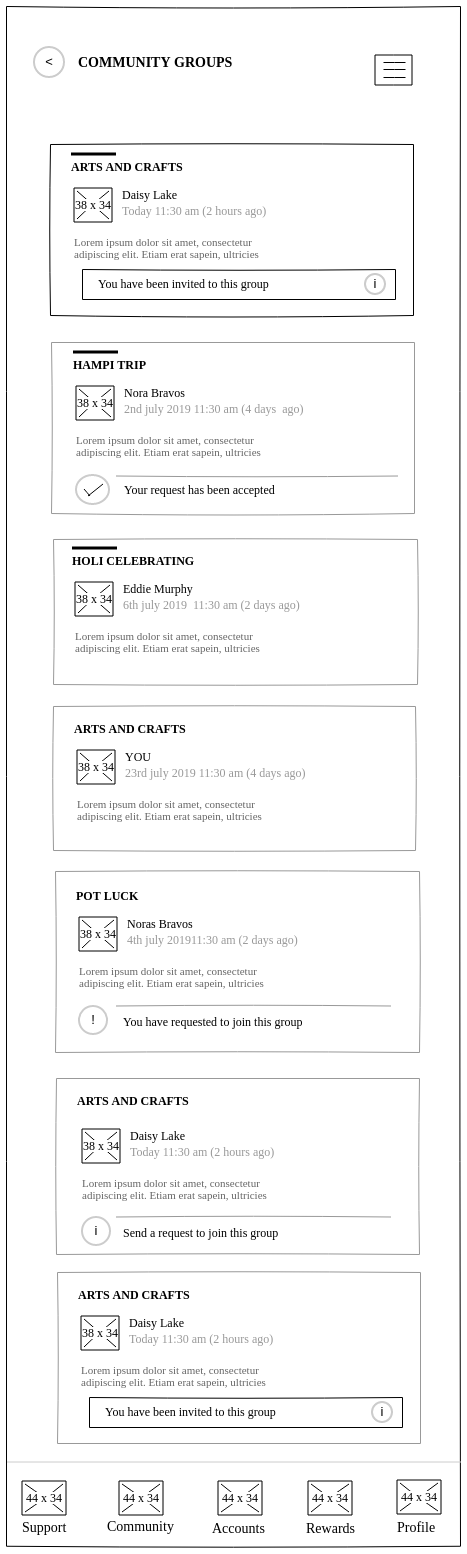 < COMMUNITY GROUPS
ARTS AND CRAFTS
38 x 34 Daisy Lake
Today 11:30 am (2 hours ago)
Lorem ipsum dolor sit amet, consectetur
adipiscing elit. Etiam erat sapein, ultricies
You have been invited to this group i
HAMPI TRIP
38 x 34 Nora Bravos
2nd july 2019 11:30 am (4 days  ago)
Lorem ipsum dolor sit amet, consectetur
adipiscing elit. Etiam erat sapein, ultricies
Your request has been accepted
HOLI CELEBRATING
38 x 34 Eddie Murphy
6th july 2019  11:30 am (2 days ago)
Lorem ipsum dolor sit amet, consectetur
adipiscing elit. Etiam erat sapein, ultricies
ARTS AND CRAFTS
38 x 34 YOU
23rd july 2019 11:30 am (4 days ago)
Lorem ipsum dolor sit amet, consectetur
adipiscing elit. Etiam erat sapein, ultricies
POT LUCK
38 x 34 Noras Bravos
4th july 201911:30 am (2 days ago)
Lorem ipsum dolor sit amet, consectetur
adipiscing elit. Etiam erat sapein, ultricies
! You have requested to join this group
ARTS AND CRAFTS
38 x 34 Daisy Lake
Today 11:30 am (2 hours ago)
Lorem ipsum dolor sit amet, consectetur
adipiscing elit. Etiam erat sapein, ultricies
i Send a request to join this group
ARTS AND CRAFTS
38 x 34 Daisy Lake
Today 11:30 am (2 hours ago)
Lorem ipsum dolor sit amet, consectetur
adipiscing elit. Etiam erat sapein, ultricies
You have been invited to this group i
44 x 34 44 x 34 44 x 34 44 x 34 44 x 34
Support Community Accounts Rewards Profile